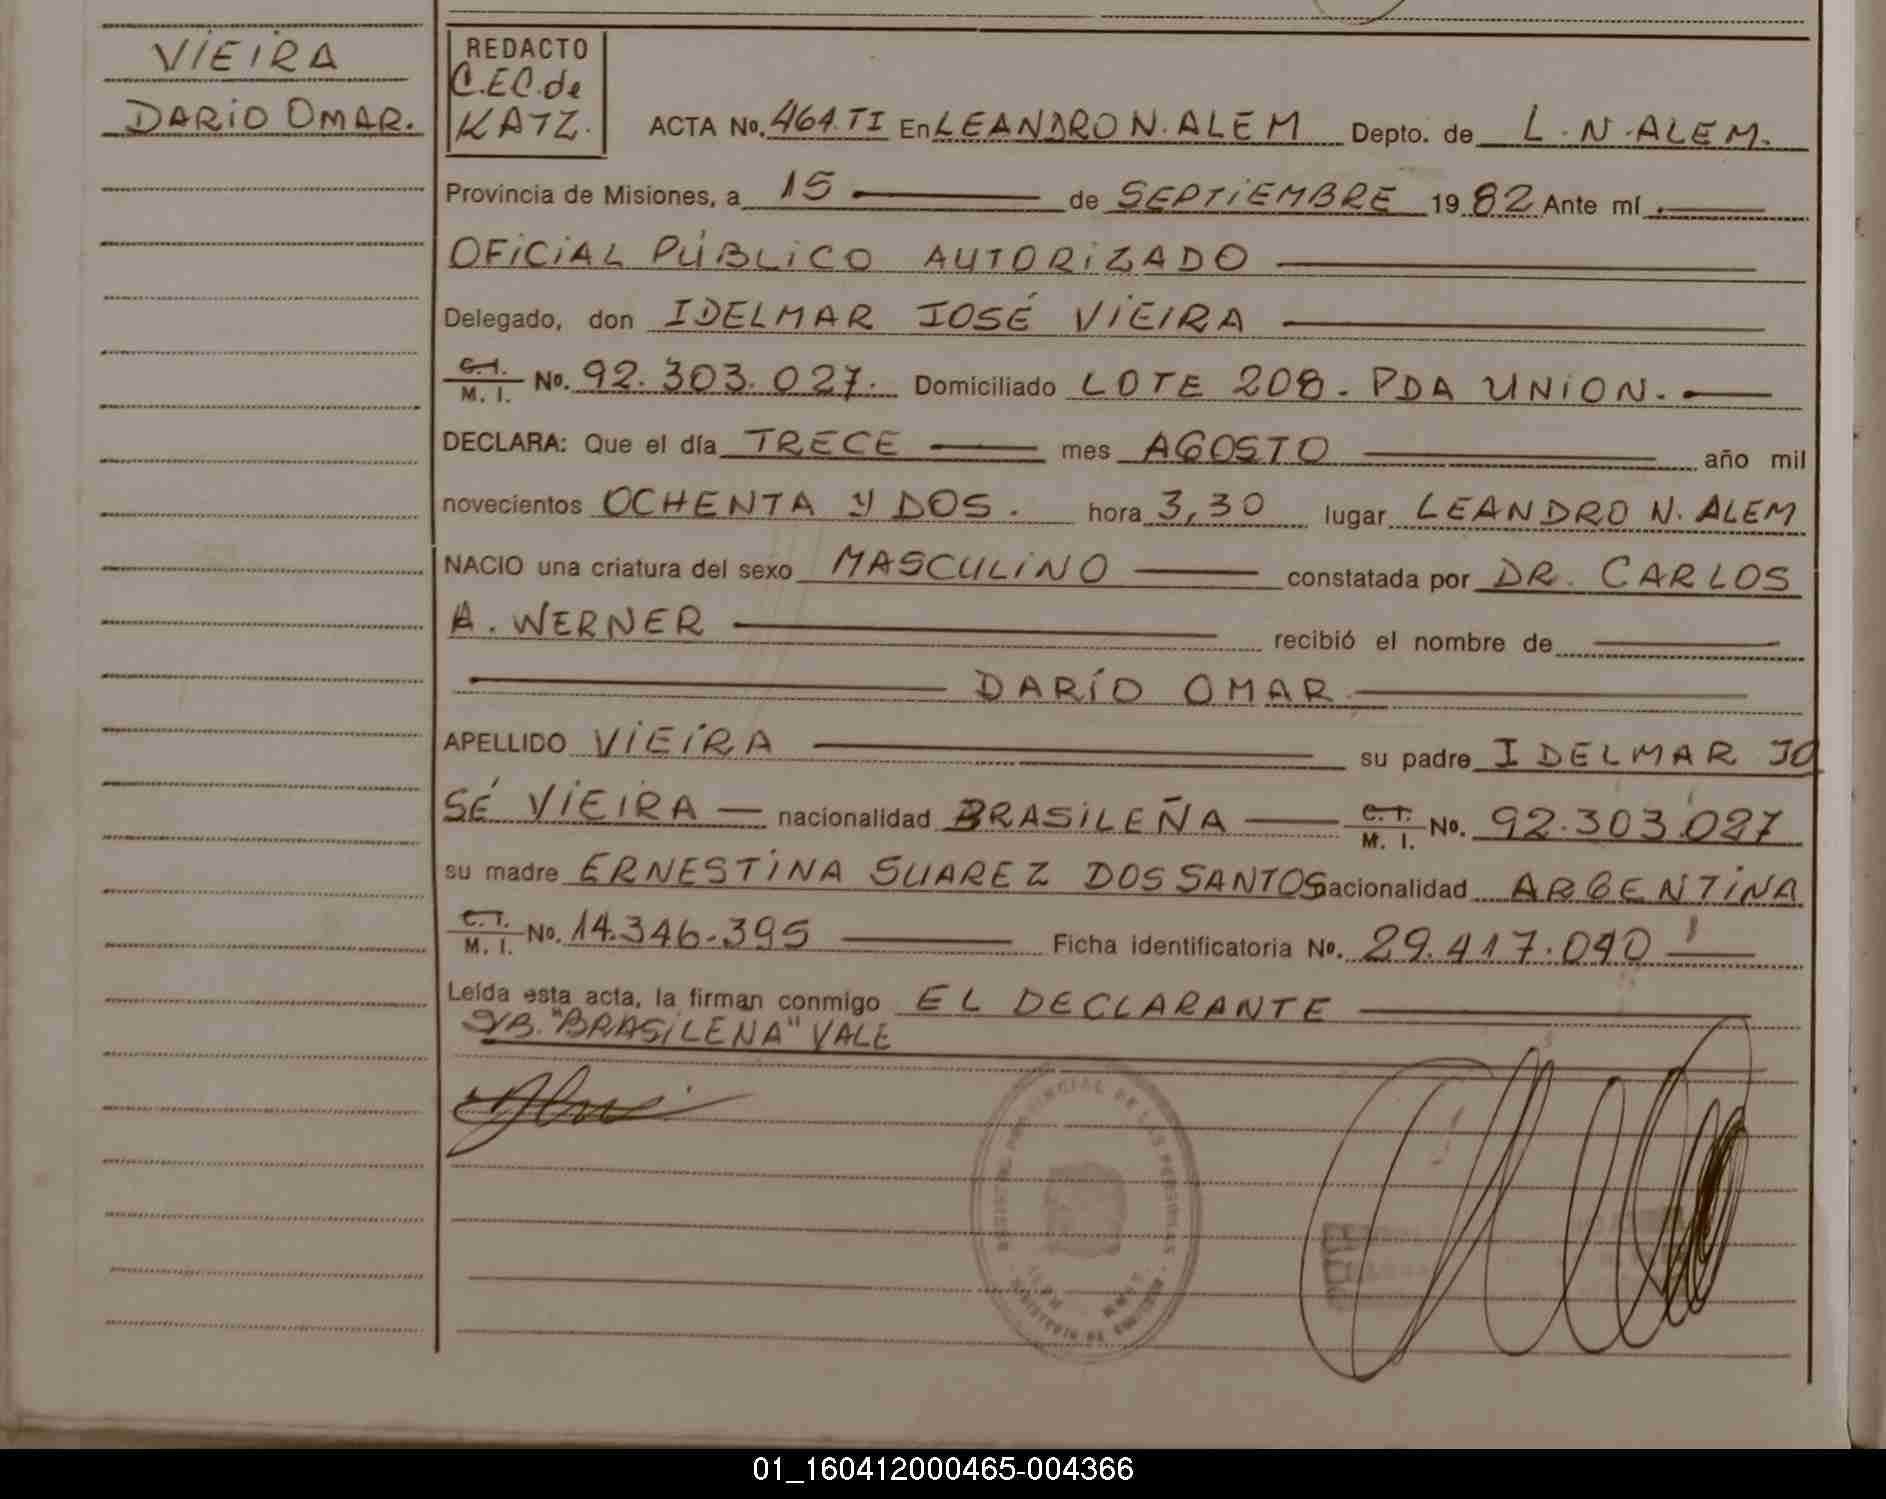 VIEIRA
DARIO OMAR.
REDACTO
C.EC.de
KATZ.
ACTA No. 464.TI En LEANDRO N. ALEM Depto. de L.N.ALEM.
Provincia de Misiones, a 15 de SEPTIEMBRE 1982 Ante mí
OFICIAL PÚBLICO AUTORIZADO
Delegado, don IDELMAR JOSÉ VIEIRA
C.I. M. I. No. 92.303.027. Domiciliado LOTE 208. PDA UNION.
DECLARA: Que el día TRECE mes AGOSTO año mil
novecientos OCHENTA Y DOS. hora 3,30 lugar LEANDRO N. ALEM
NACIO una criatura del sexo MASCULINO constatada por DR. CARLOS
A. WERNER recibió el nombre de
DARÍO OMAR
APELLIDO VIEIRA su padre IDELMAR JO
SÉ VIEIRA nacionalidad BRASILEÑA C.I. M. I. No. 92.303.027
su madre ERNESTINA SUAREZ DOS SANTOS nacionalidad ARGENTINA
C.I. M. I. No. 14.346.395 Ficha identificatoria No. 29.417.040
Leída esta acta, la firman conmigo EL DECLARANTE
S/B. "BRASILENA" VALE
PROVINCIAL DE LAS PERSONAS
01_160412000465-004366